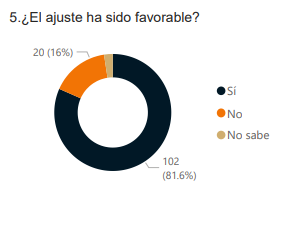 5.¿El ajuste ha sido favorable?
20 (16%)
Sí
No
No sabe
102
(81.6%)